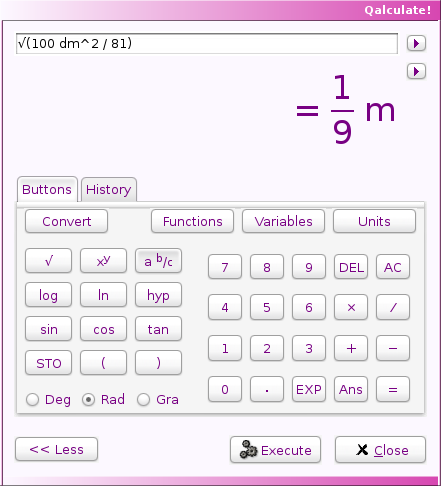 Qalculate!
√(100 dm^2 / 81)
= 1/9 m
Buttons History
Convert Functions Variables Units
√ xy a b/c 7 8 9 DEL AC
log ln hyp 4 5 6 × /
sin cos tan 1 2 3 + −
STO ( ) 0 . EXP Ans =
Deg Rad Gra
<< Less Execute Close